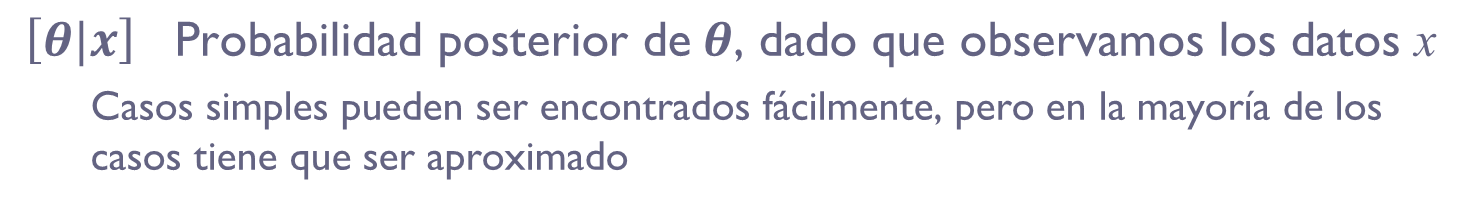 [θ|x] Probabilidad posterior de θ, dado que observamos los datos x
Casos simples pueden ser encontrados fácilmente, pero en la mayoría de los
casos tiene que ser aproximado